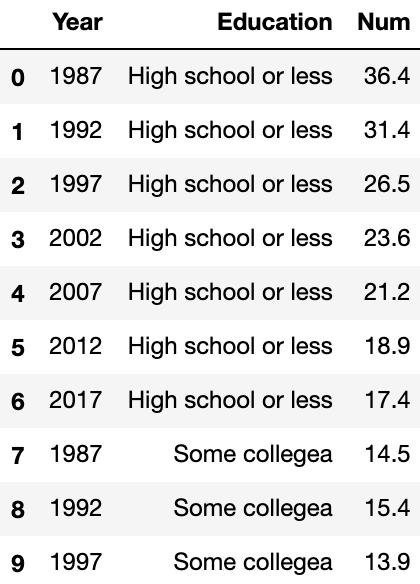 Year Education Num
0 1987 High school or less 36.4
1 1992 High school or less 31.4
2 1997 High school or less 26.5
3 2002 High school or less 23.6
4 2007 High school or less 21.2
5 2012 High school or less 18.9
6 2017 High school or less 17.4
7 1987 Some collegea 14.5
8 1992 Some collegea 15.4
9 1997 Some collegea 13.9